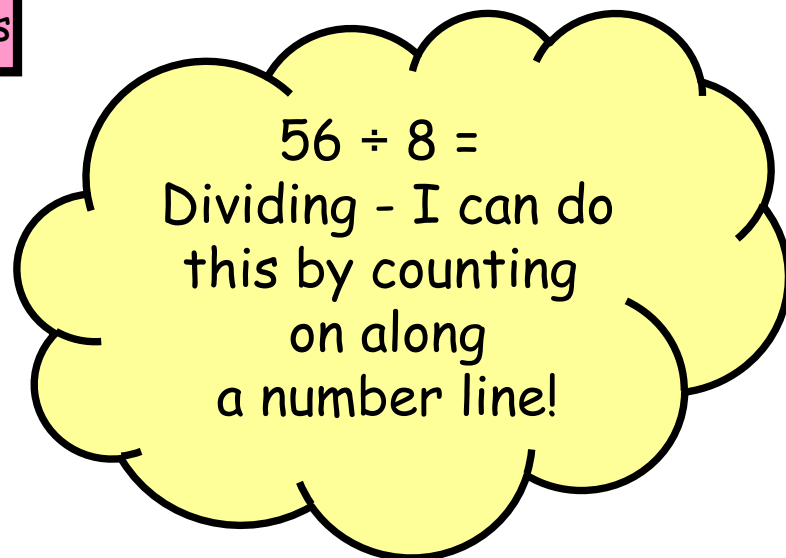 s
56 ÷ 8 =
Dividing - I can do
this by counting
on along
a number line!